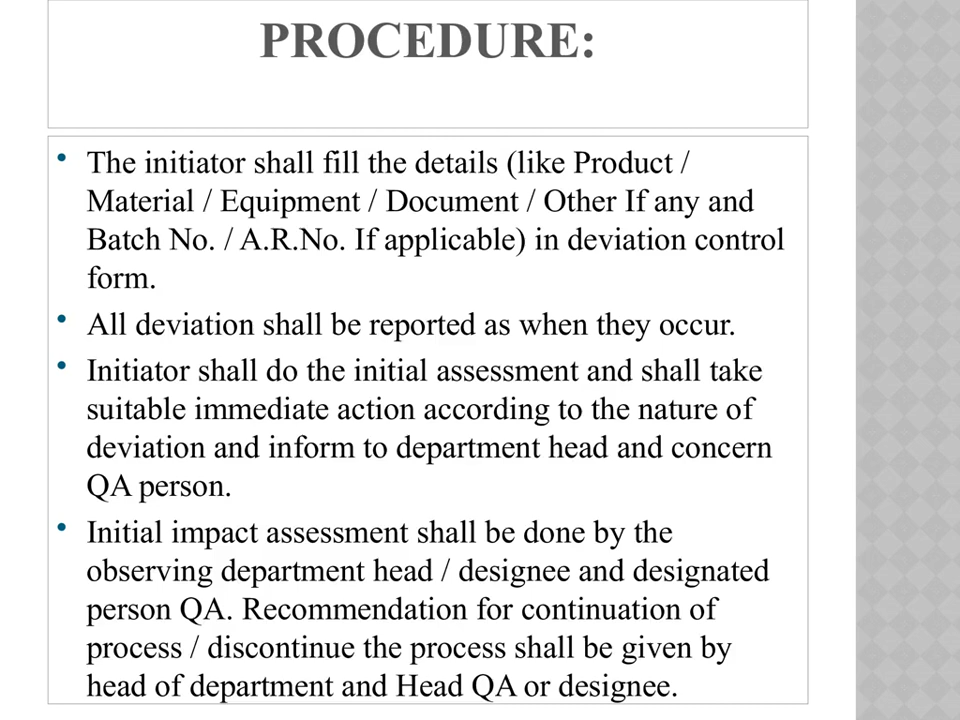 PROCEDURE:
• The initiator shall fill the details (like Product /
Material / Equipment / Document / Other If any and
Batch No. / A.R.No. If applicable) in deviation control
form.
• All deviation shall be reported as when they occur.
• Initiator shall do the initial assessment and shall take
suitable immediate action according to the nature of
deviation and inform to department head and concern
QA person.
• Initial impact assessment shall be done by the
observing department head / designee and designated
person QA. Recommendation for continuation of
process / discontinue the process shall be given by
head of department and Head QA or designee.